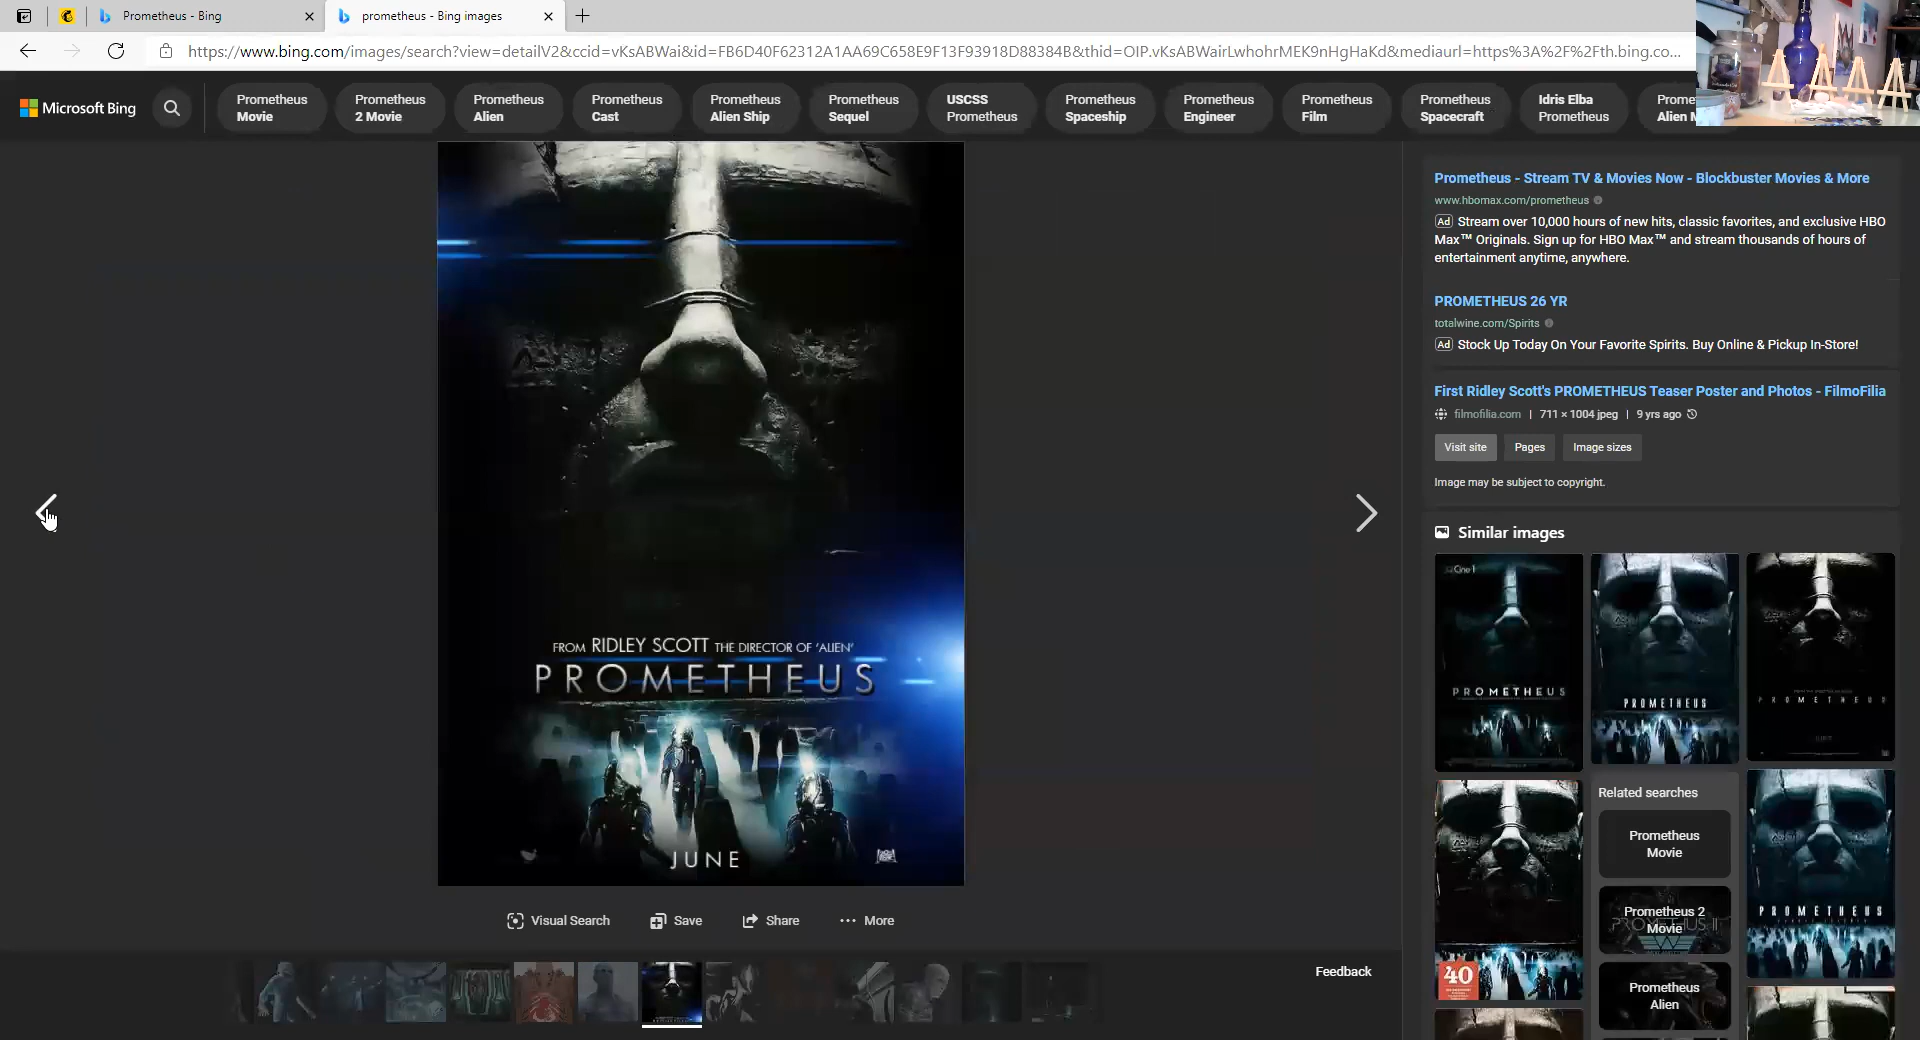 Prometheus - Bing
prometheus - Bing images
https://www.bing.com/images/search?view=detailV2&ccid=vKsABWai&id=FB6D40F62312A1AA69C658E9F13F93918D88384B&thid=OIP.vKsABWairLwhohrMEK9nHgHaKd&mediaurl=https%3A%2F%2Fth.bing.co...
Microsoft Bing
Prometheus Movie
Prometheus 2 Movie
Prometheus Alien
Prometheus Cast
Prometheus Alien Ship
Prometheus Sequel
USCSS Prometheus
Prometheus Spaceship
Prometheus Engineer
Prometheus Film
Prometheus Spacecraft
Idris Elba Prometheus
FROM RIDLEY SCOTT THE DIRECTOR OF 'ALIEN'
PROMETHEUS
JUNE
Visual Search
Save
Share
More
Feedback
Prometheus - Stream TV & Movies Now - Blockbuster Movies & More
www.hbomax.com/prometheus
Ad Stream over 10,000 hours of new hits, classic favorites, and exclusive HBO
Max™ Originals. Sign up for HBO Max™ and stream thousands of hours of
entertainment anytime, anywhere.
PROMETHEUS 26 YR
totalwine.com/Spirits
Ad Stock Up Today On Your Favorite Spirits. Buy Online & Pickup In-Store!
First Ridley Scott's PROMETHEUS Teaser Poster and Photos - FilmoFilia
filmofilia.com | 711 × 1004 jpeg | 9 yrs ago
Visit site
Pages
Image sizes
Image may be subject to copyright.
Similar images
Cine 1
PROMETHEUS
PROMETHEUS
PROMETHEUS
40
Related searches
Prometheus
Movie
Prometheus 2
Movie
PROMETHEUS II
Prometheus
Alien
PROMETHEUS